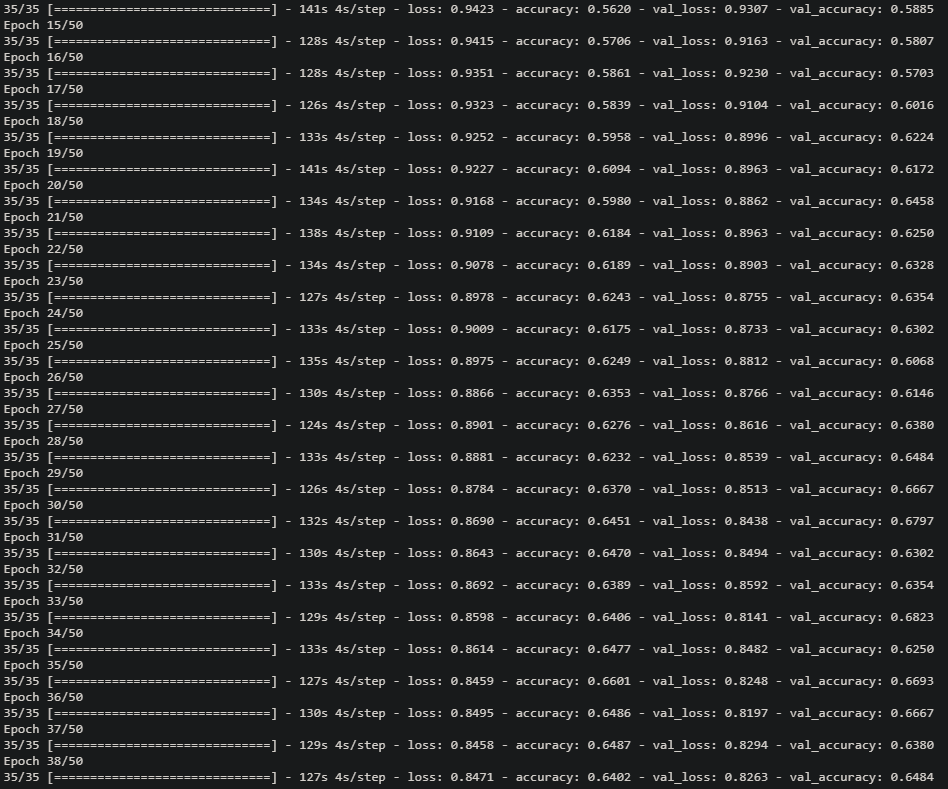 35/35 [==============================] - 141s 4s/step - loss: 0.9423 - accuracy: 0.5620 - val_loss: 0.9307 - val_accuracy: 0.5885
Epoch 15/50
35/35 [==============================] - 128s 4s/step - loss: 0.9415 - accuracy: 0.5706 - val_loss: 0.9163 - val_accuracy: 0.5807
Epoch 16/50
35/35 [==============================] - 128s 4s/step - loss: 0.9351 - accuracy: 0.5861 - val_loss: 0.9230 - val_accuracy: 0.5703
Epoch 17/50
35/35 [==============================] - 126s 4s/step - loss: 0.9323 - accuracy: 0.5839 - val_loss: 0.9104 - val_accuracy: 0.6016
Epoch 18/50
35/35 [==============================] - 133s 4s/step - loss: 0.9252 - accuracy: 0.5958 - val_loss: 0.8996 - val_accuracy: 0.6224
Epoch 19/50
35/35 [==============================] - 141s 4s/step - loss: 0.9227 - accuracy: 0.6094 - val_loss: 0.8963 - val_accuracy: 0.6172
Epoch 20/50
35/35 [==============================] - 134s 4s/step - loss: 0.9168 - accuracy: 0.5980 - val_loss: 0.8862 - val_accuracy: 0.6458
Epoch 21/50
35/35 [==============================] - 138s 4s/step - loss: 0.9109 - accuracy: 0.6184 - val_loss: 0.8963 - val_accuracy: 0.6250
Epoch 22/50
35/35 [==============================] - 134s 4s/step - loss: 0.9078 - accuracy: 0.6189 - val_loss: 0.8903 - val_accuracy: 0.6328
Epoch 23/50
35/35 [==============================] - 127s 4s/step - loss: 0.8978 - accuracy: 0.6243 - val_loss: 0.8755 - val_accuracy: 0.6354
Epoch 24/50
35/35 [==============================] - 133s 4s/step - loss: 0.9009 - accuracy: 0.6175 - val_loss: 0.8733 - val_accuracy: 0.6302
Epoch 25/50
35/35 [==============================] - 135s 4s/step - loss: 0.8975 - accuracy: 0.6249 - val_loss: 0.8812 - val_accuracy: 0.6068
Epoch 26/50
35/35 [==============================] - 130s 4s/step - loss: 0.8866 - accuracy: 0.6353 - val_loss: 0.8766 - val_accuracy: 0.6146
Epoch 27/50
35/35 [==============================] - 124s 4s/step - loss: 0.8901 - accuracy: 0.6276 - val_loss: 0.8616 - val_accuracy: 0.6380
Epoch 28/50
35/35 [==============================] - 133s 4s/step - loss: 0.8881 - accuracy: 0.6232 - val_loss: 0.8539 - val_accuracy: 0.6484
Epoch 29/50
35/35 [==============================] - 126s 4s/step - loss: 0.8784 - accuracy: 0.6370 - val_loss: 0.8513 - val_accuracy: 0.6667
Epoch 30/50
35/35 [==============================] - 132s 4s/step - loss: 0.8690 - accuracy: 0.6451 - val_loss: 0.8438 - val_accuracy: 0.6797
Epoch 31/50
35/35 [==============================] - 130s 4s/step - loss: 0.8643 - accuracy: 0.6470 - val_loss: 0.8494 - val_accuracy: 0.6302
Epoch 32/50
35/35 [==============================] - 133s 4s/step - loss: 0.8692 - accuracy: 0.6389 - val_loss: 0.8592 - val_accuracy: 0.6354
Epoch 33/50
35/35 [==============================] - 129s 4s/step - loss: 0.8598 - accuracy: 0.6406 - val_loss: 0.8141 - val_accuracy: 0.6823
Epoch 34/50
35/35 [==============================] - 133s 4s/step - loss: 0.8614 - accuracy: 0.6477 - val_loss: 0.8482 - val_accuracy: 0.6250
Epoch 35/50
35/35 [==============================] - 127s 4s/step - loss: 0.8459 - accuracy: 0.6601 - val_loss: 0.8248 - val_accuracy: 0.6693
Epoch 36/50
35/35 [==============================] - 130s 4s/step - loss: 0.8495 - accuracy: 0.6486 - val_loss: 0.8197 - val_accuracy: 0.6667
Epoch 37/50
35/35 [==============================] - 129s 4s/step - loss: 0.8458 - accuracy: 0.6487 - val_loss: 0.8294 - val_accuracy: 0.6380
Epoch 38/50
35/35 [==============================] - 127s 4s/step - loss: 0.8471 - accuracy: 0.6402 - val_loss: 0.8263 - val_accuracy: 0.6484